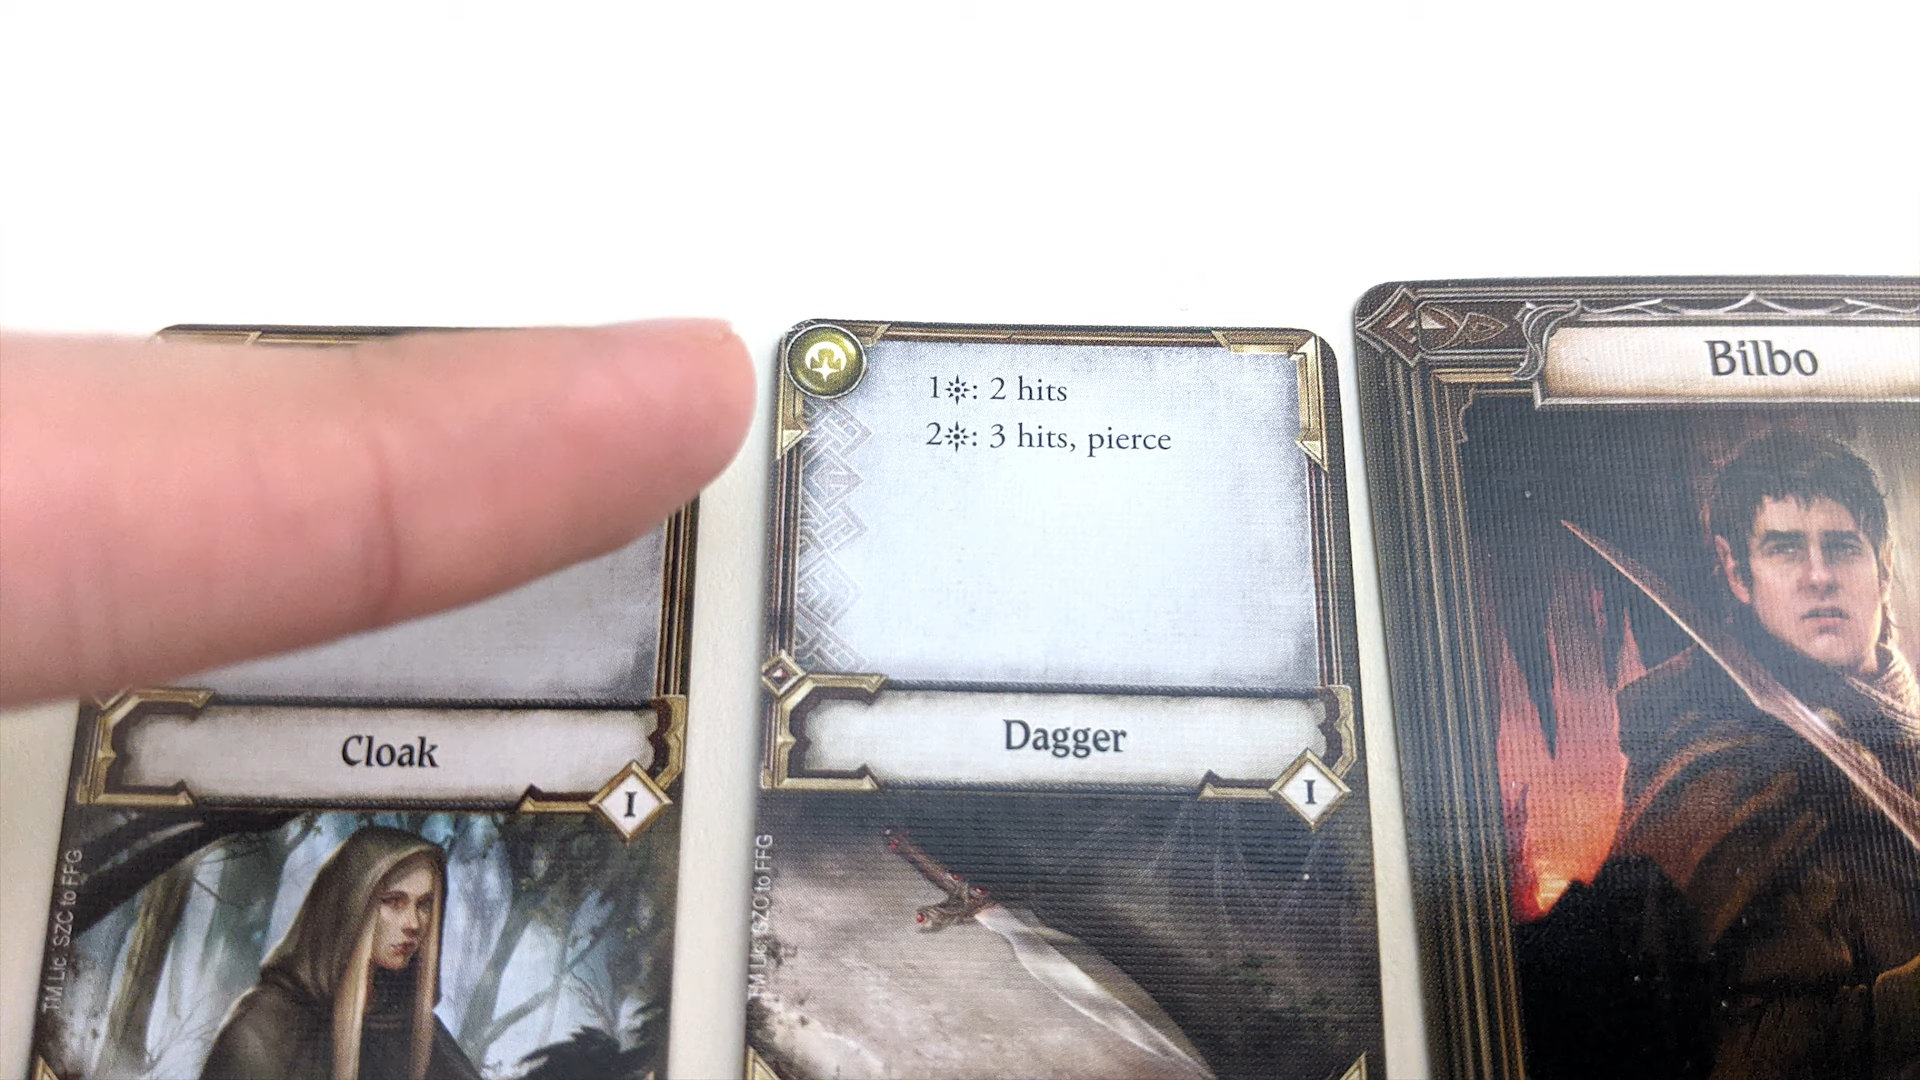 Cloak
I
TM Lic. SZC to FFG
1☀: 2 hits
2☀: 3 hits, pierce
Dagger
I
TM Lic. SZC to FFG
Bilbo